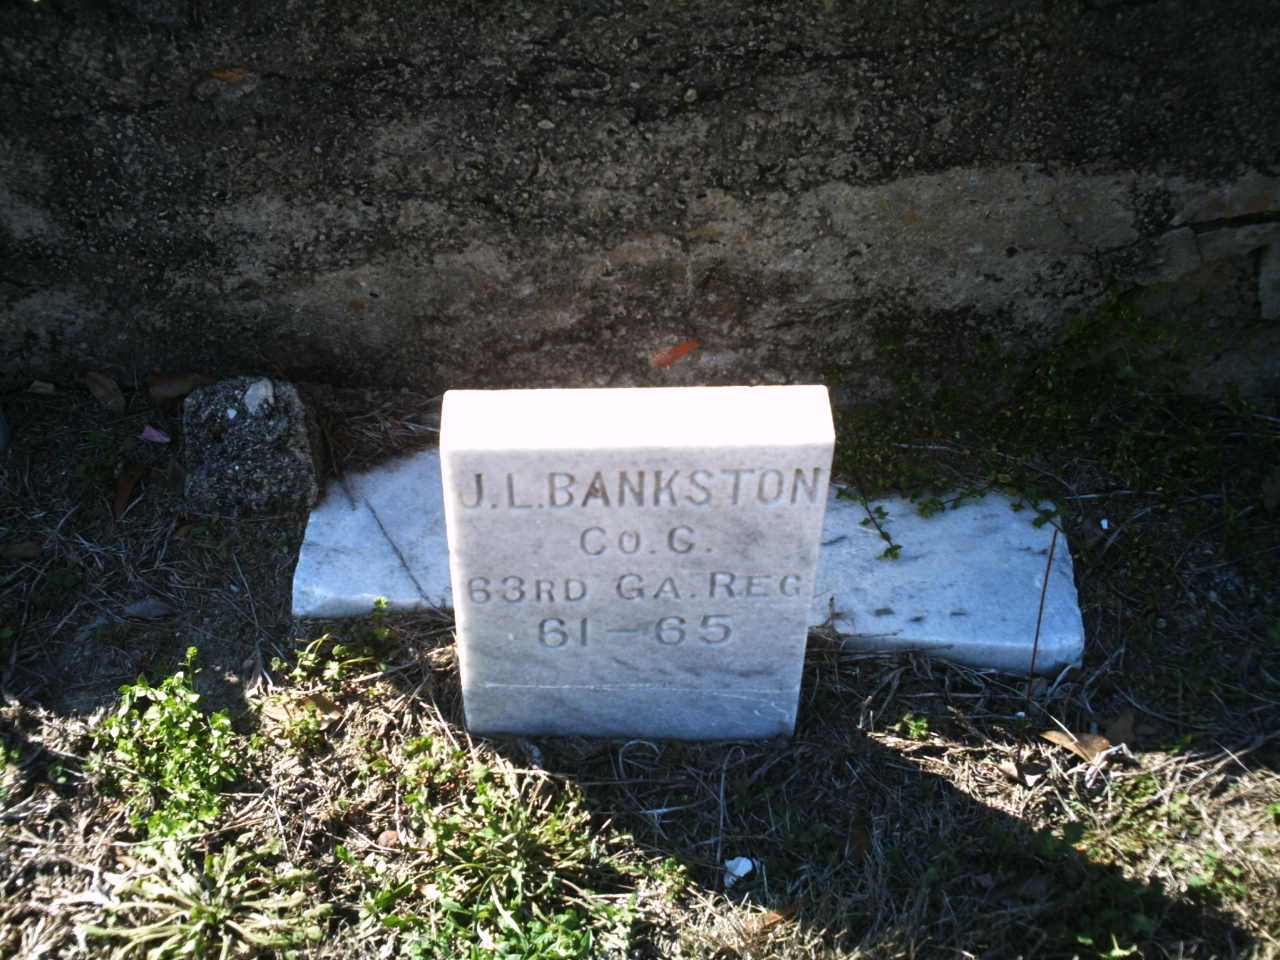 J.L.BANKSTON
CO. G.
63RD GA. REG.
61 — 65